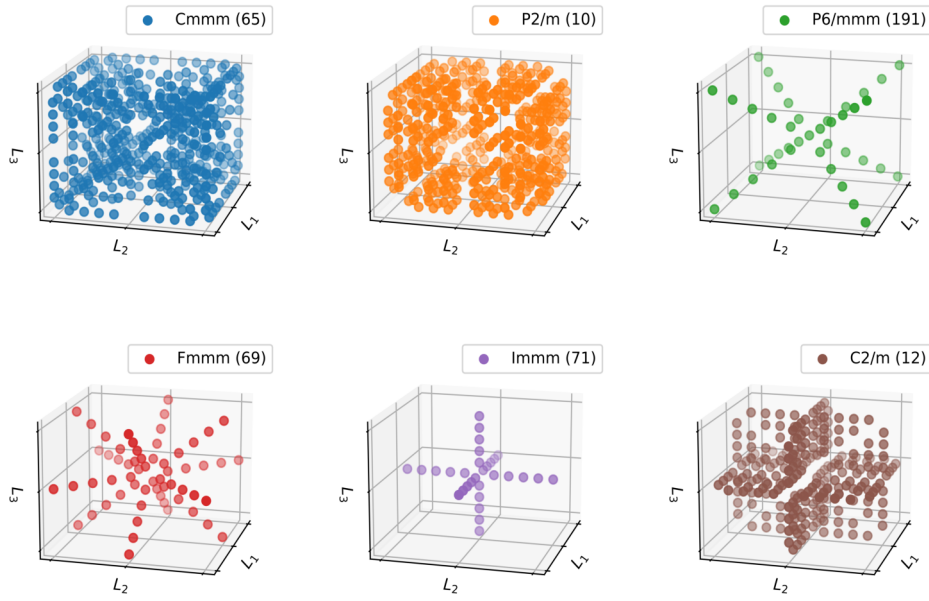 Cmmm (65)
P2/m (10)
P6/mmm (191)
L₃
L₂
L₁
L₃
L₂
L₁
L₃
L₂
L₁
Fmmm (69)
Immm (71)
C2/m (12)
L₃
L₂
L₁
L₃
L₂
L₁
L₃
L₂
L₁